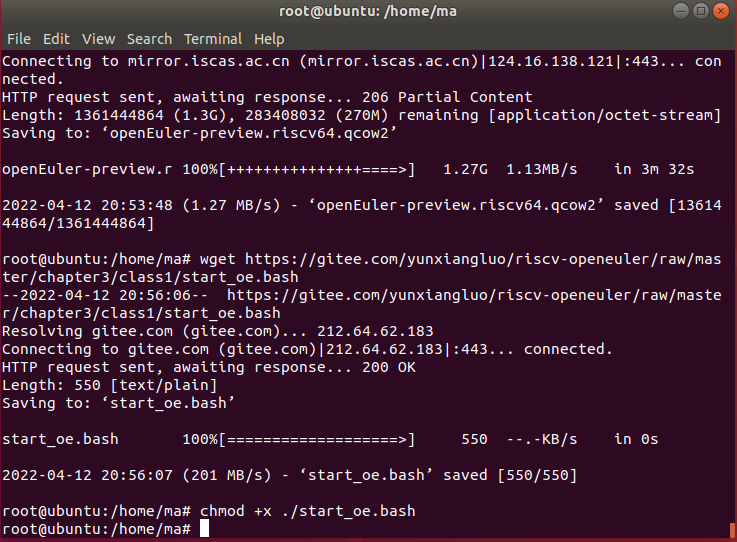 root@ubuntu: /home/ma
File Edit View Search Terminal Help
Connecting to mirror.iscas.ac.cn (mirror.iscas.ac.cn)|124.16.138.121|:443... con
nected.
HTTP request sent, awaiting response... 206 Partial Content
Length: 1361444864 (1.3G), 283408032 (270M) remaining [application/octet-stream]
Saving to: ‘openEuler-preview.riscv64.qcow2’
openEuler-preview.r 100%[+++++++++++++++====>]   1.27G  1.13MB/s    in 3m 32s
2022-04-12 20:53:48 (1.27 MB/s) - ‘openEuler-preview.riscv64.qcow2’ saved [13614
44864/1361444864]
root@ubuntu:/home/ma# wget https://gitee.com/yunxiangluo/riscv-openeuler/raw/mas
ter/chapter3/class1/start_oe.bash
--2022-04-12 20:56:06--  https://gitee.com/yunxiangluo/riscv-openeuler/raw/maste
r/chapter3/class1/start_oe.bash
Resolving gitee.com (gitee.com)... 212.64.62.183
Connecting to gitee.com (gitee.com)|212.64.62.183|:443... connected.
HTTP request sent, awaiting response... 200 OK
Length: 550 [text/plain]
Saving to: ‘start_oe.bash’
start_oe.bash       100%[===================>]     550  --.-KB/s    in 0s
2022-04-12 20:56:07 (201 MB/s) - ‘start_oe.bash’ saved [550/550]
root@ubuntu:/home/ma# chmod +x ./start_oe.bash
root@ubuntu:/home/ma#